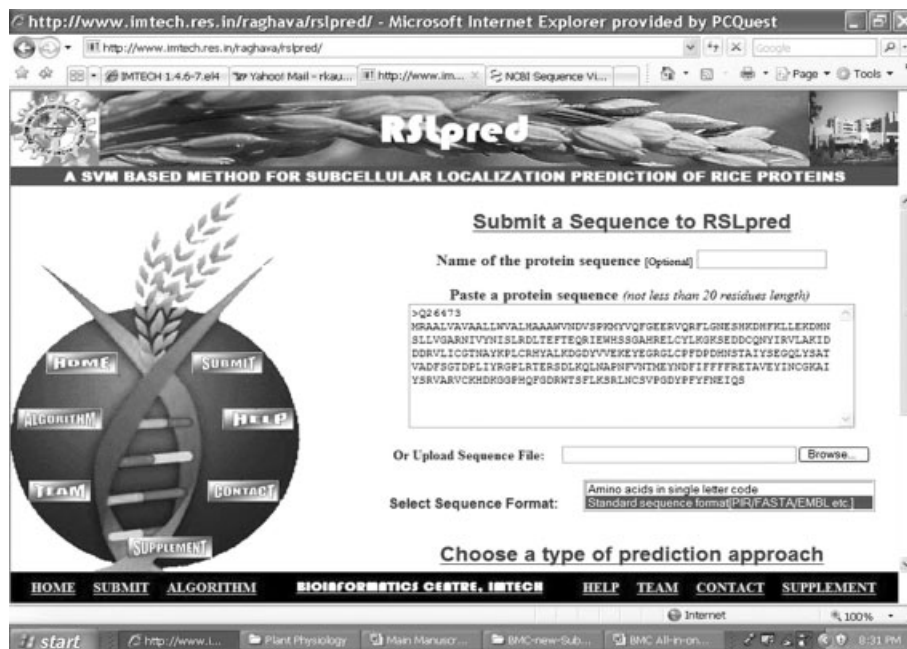 http://www.imtech.res.in/raghava/rslpred/ - Microsoft Internet Explorer provided by PCQuest
http://www.imtech.res.in/raghava/rslpred/
Google
IMTECH 1.4.6-7.el4
Yahoo! Mail - rkau...
http://www.im...
NCBI Sequence Vi...
Page
Tools
RSLpred
A SVM BASED METHOD FOR SUBCELLULAR LOCALIZATION PREDICTION OF RICE PROTEINS
HOME
SUBMIT
ALGORITHM
HELP
TEAM
CONTACT
SUPPLEMENT
Submit a Sequence to RSLpred
Name of the protein sequence [Optional]
Paste a protein sequence (not less than 20 residues length)
>Q26473
MRAALVAVAALLWVALHAAAWVNDVSPKMYVQFGEERVQRFLGNESHKDHFKLLEKDHN
SLLVGARNIVYNISLRDLTEFTEQRIEWHSSGAHRELCYLKGKSEDDCQNYIRVLAKID
DDRVLICGTNAYKPLCRHYALKDGDYVVEKEYEGRGLCPFDPDHNSTAIYSEGQLYSAT
VADFSGTDPLIYRGPLRTERSDLKQLNAPNFVNTMEYNDFIFFFFRETAVEYINCGKAI
YSRVARVCKHDKGGPHQFGDRWTSFLKSRLNCSVPGDYPFYFNEIQS
Or Upload Sequence File:
Browse...
Select Sequence Format:
Amino acids in single letter code
Standard sequence format[PIR/FASTA/EMBL etc.]
Choose a type of prediction approach
HOME SUBMIT ALGORITHM BIOINFORMATICS CENTRE, IMTECH HELP TEAM CONTACT SUPPLEMENT
Internet
100%
start
http://www.i...
Plant Physiology
Main Manuscr...
BMC-new-Sub...
BMC All-in-on...
8:31 PM